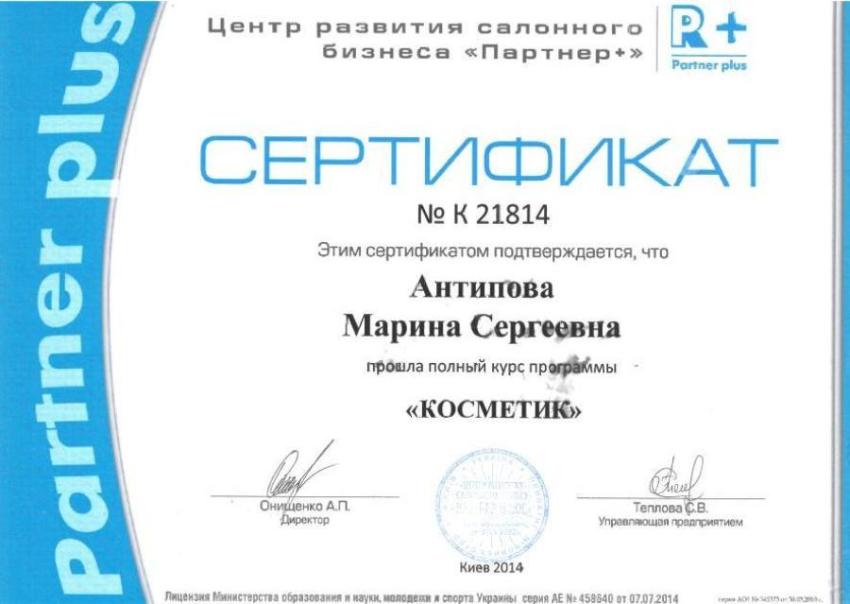 Центр развития салонного
бизнеса «Партнер+»
R+
Partner plus
Partner plus
СЕРТИФИКАТ
№ К 21814
Этим сертификатом подтверждается, что
Антипова
Марина Сергеевна
прошла полный курс программы
«КОСМЕТИК»
Онищенко А.П.
Директор
Теплова С.В.
Управляющая предприятием
Киев 2014
Лицензия Министерства образования и науки, молодежи и спорта Украины серия АЕ № 458640 от 07.07.2014